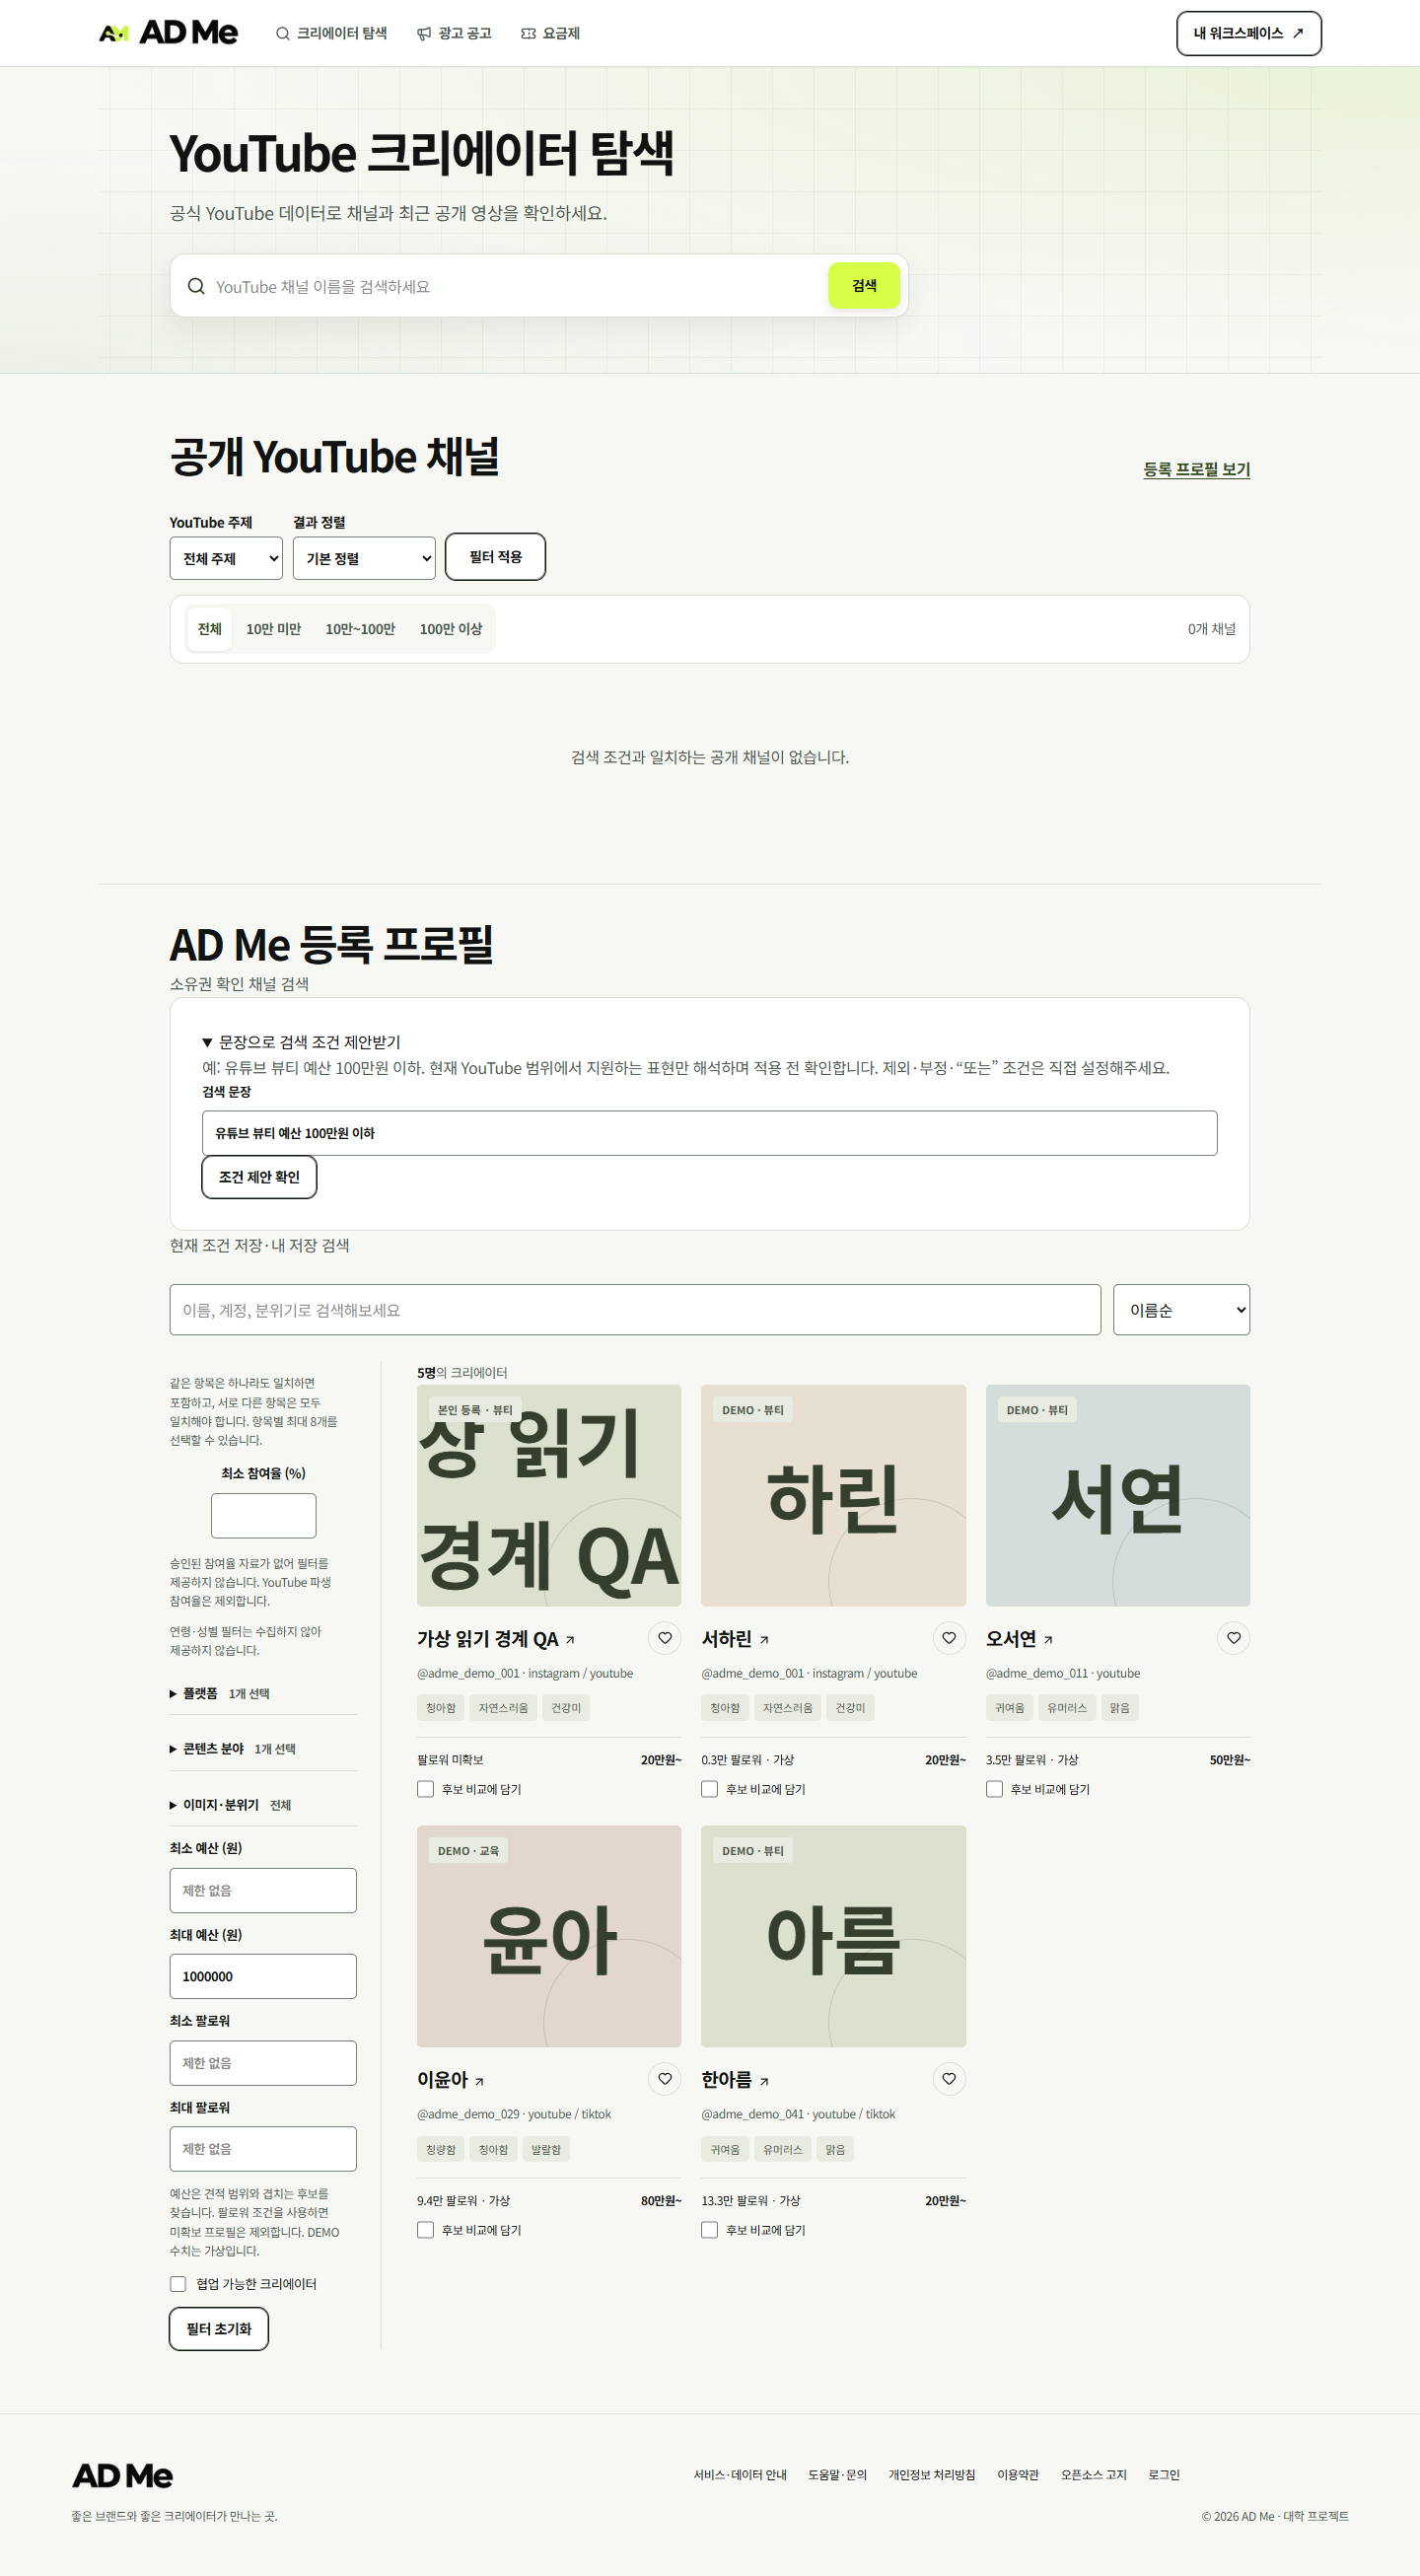 AD Me
크리에이터 탐색
광고 공고
요금제
내 워크스페이스 ↗
YouTube 크리에이터 탐색
공식 YouTube 데이터로 채널과 최근 공개 영상을 확인하세요.
YouTube 채널 이름을 검색하세요
검색
공개 YouTube 채널
등록 프로필 보기
YouTube 주제
결과 정렬
전체 주제
기본 정렬
필터 적용
전체
10만 미만
10만~100만
100만 이상
0개 채널
검색 조건과 일치하는 공개 채널이 없습니다.
AD Me 등록 프로필
소유권 확인 채널 검색
▼ 문장으로 검색 조건 제안받기
예: 유튜브 뷰티 예산 100만원 이하. 현재 YouTube 범위에서 지원하는 표현만 해석하며 적용 전 확인합니다. 제외·부정·“또는” 조건은 직접 설정해주세요.
검색 문장
유튜브 뷰티 예산 100만원 이하
조건 제안 확인
현재 조건 저장·내 저장 검색
이름, 계정, 분위기로 검색해보세요
이름순
같은 항목은 하나라도 일치하면
포함하고, 서로 다른 항목은 모두
일치해야 합니다. 항목별 최대 8개를
선택할 수 있습니다.
최소 참여율 (%)
승인된 참여율 자료가 없어 필터를
제공하지 않습니다. YouTube 파생
참여율은 제외합니다.
연령·성별 필터는 수집하지 않아
제공하지 않습니다.
▶ 플랫폼 1개 선택
▶ 콘텐츠 분야 1개 선택
▶ 이미지·분위기 전체
최소 예산 (원)
제한 없음
최대 예산 (원)
1000000
최소 팔로워
제한 없음
최대 팔로워
제한 없음
예산은 견적 범위와 겹치는 후보를
찾습니다. 팔로워 조건을 사용하면
미확보 프로필은 제외합니다. DEMO
수치는 가상입니다.
협업 가능한 크리에이터
필터 초기화
5명의 크리에이터
본인 등록 · 뷰티
상 읽기
경계 QA
가상 읽기 경계 QA ↗
@adme_demo_001 · instagram / youtube
청아함
자연스러움
건강미
팔로워 미확보
20만원~
후보 비교에 담기
DEMO · 뷰티
하린
서하린 ↗
@adme_demo_001 · instagram / youtube
청아함
자연스러움
건강미
0.3만 팔로워 · 가상
20만원~
후보 비교에 담기
DEMO · 뷰티
서연
오서연 ↗
@adme_demo_011 · youtube
귀여움
유머러스
맑음
3.5만 팔로워 · 가상
50만원~
후보 비교에 담기
DEMO · 교육
윤아
이윤아 ↗
@adme_demo_029 · youtube / tiktok
청량함
청아함
발랄함
9.4만 팔로워 · 가상
80만원~
후보 비교에 담기
DEMO · 뷰티
아름
한아름 ↗
@adme_demo_041 · youtube / tiktok
귀여움
유머러스
맑음
13.3만 팔로워 · 가상
20만원~
후보 비교에 담기
AD Me
좋은 브랜드와 좋은 크리에이터가 만나는 곳.
서비스·데이터 안내
도움말·문의
개인정보 처리방침
이용약관
오픈소스 고지
로그인
© 2026 AD Me · 대학 프로젝트